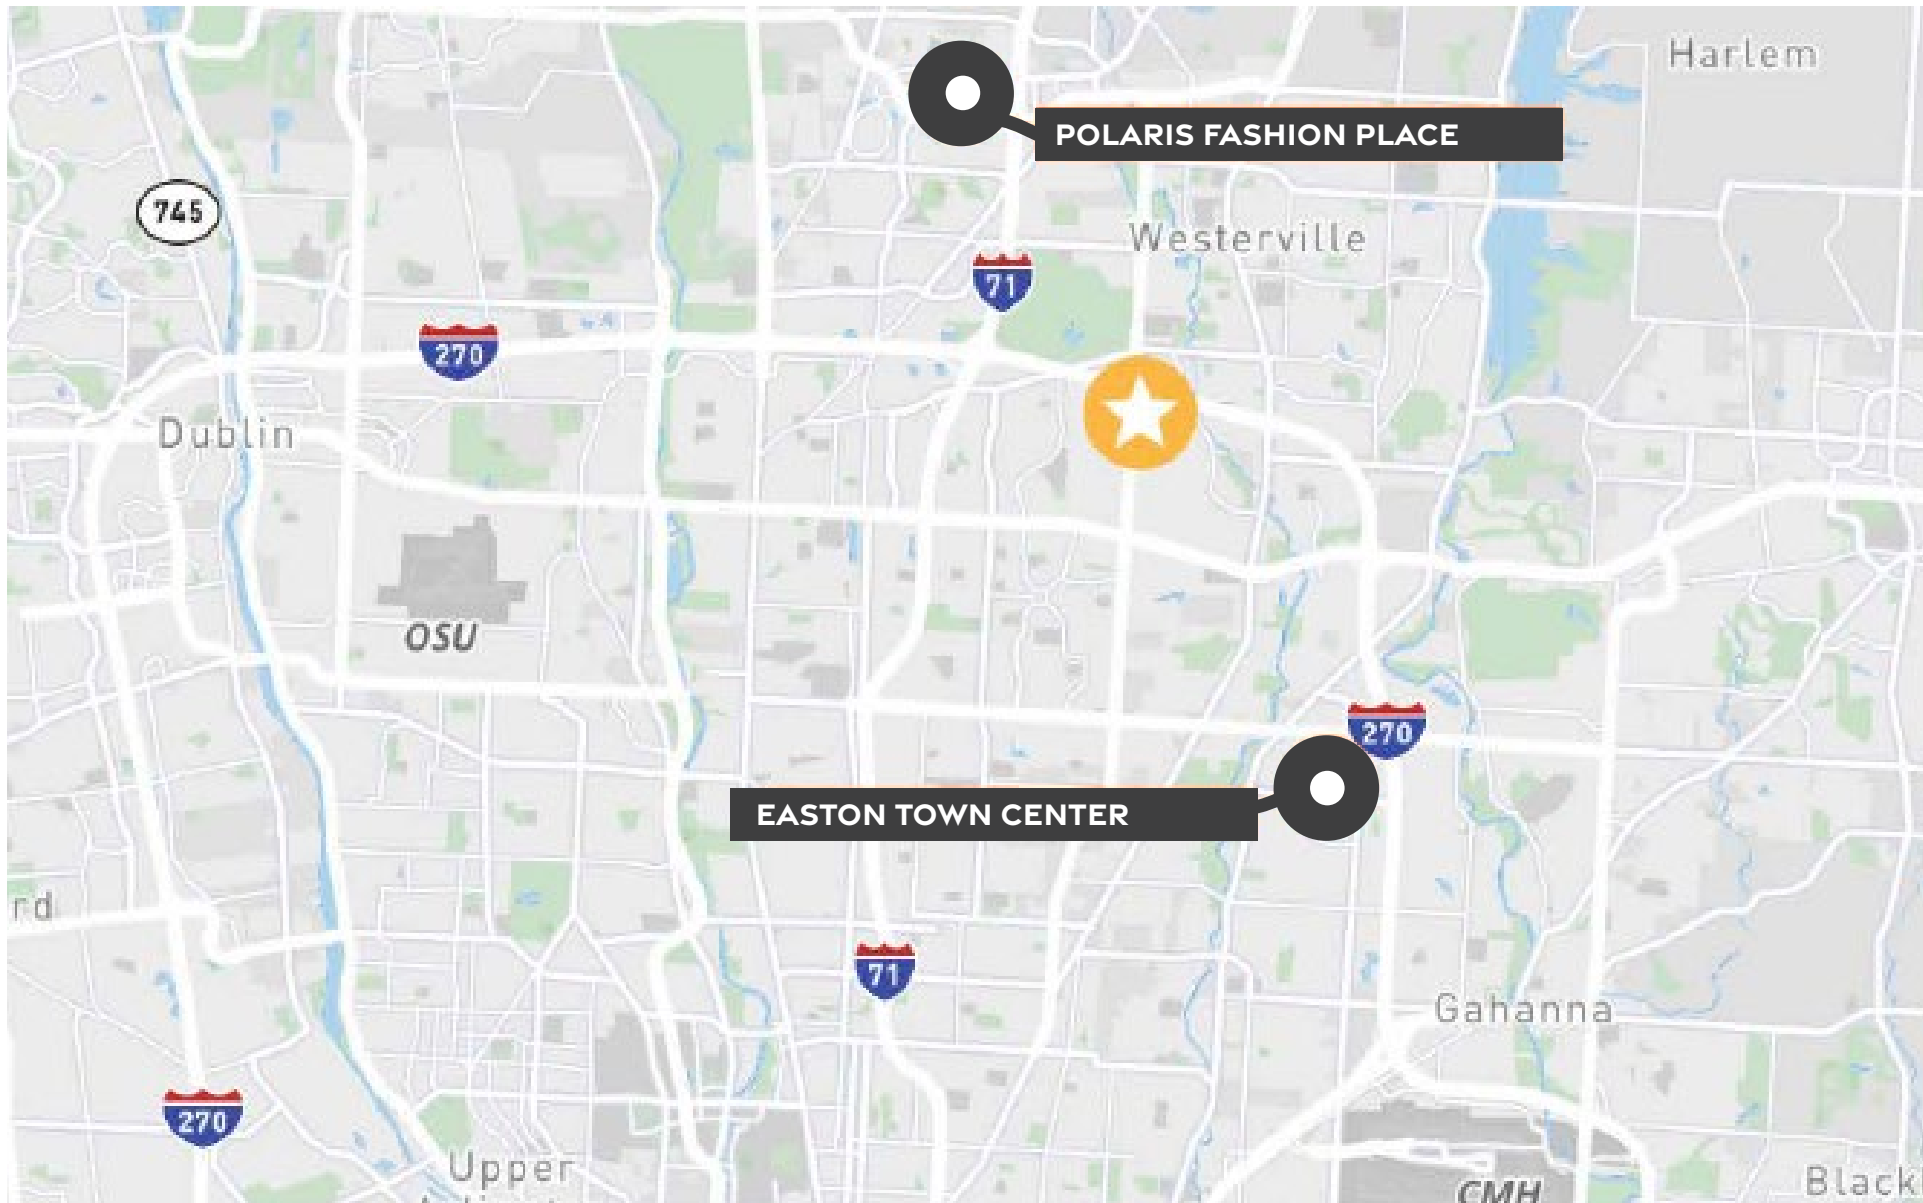 Harlem
POLARIS FASHION PLACE
745
Westerville
71
270
Dublin
OSU
270
EASTON TOWN CENTER
rd
71
Gahanna
270
Upper
Black
CMH